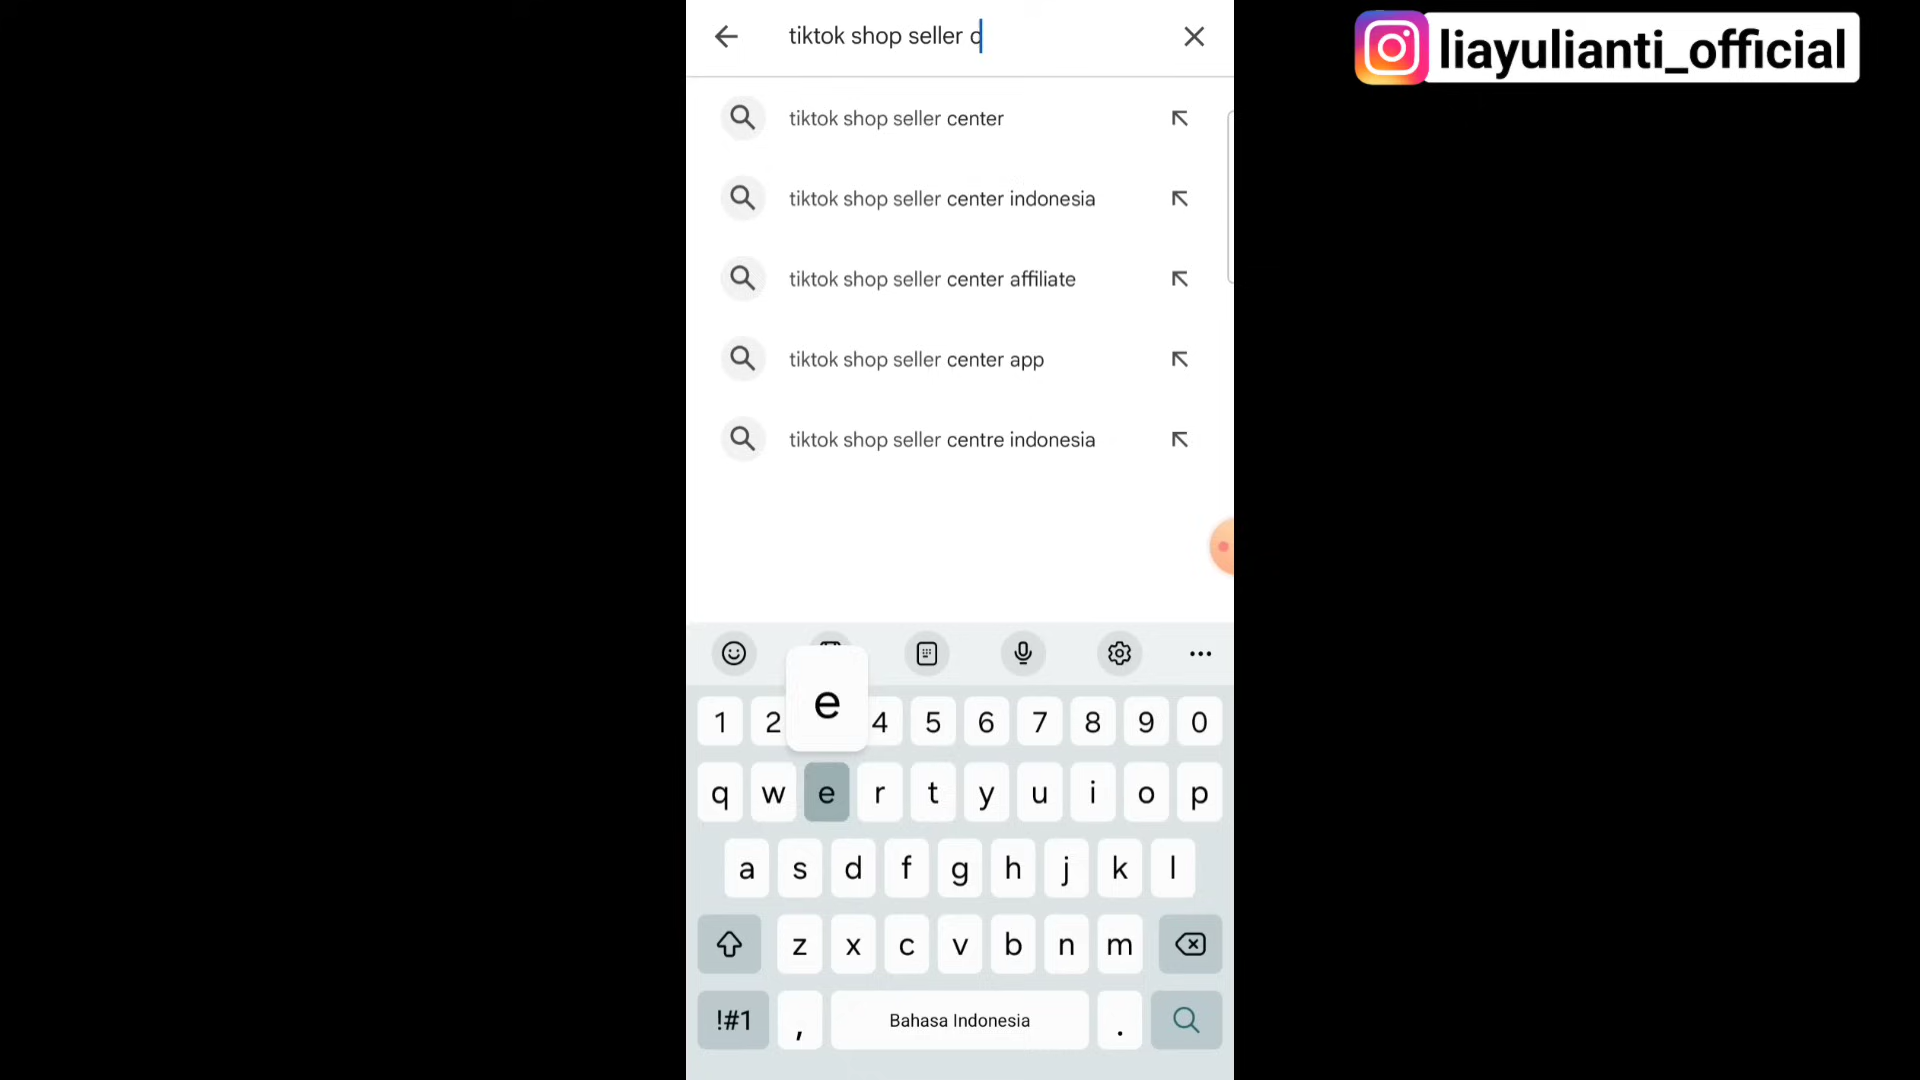 tiktok shop seller c
liayulianti_official
tiktok shop seller center
tiktok shop seller center indonesia
tiktok shop seller center affiliate
tiktok shop seller center app
tiktok shop seller centre indonesia
e
1 2 4 5 6 7 8 9 0
q w e r t y u i o p
a s d f g h j k l
z x c v b n m
!#1 , Bahasa Indonesia .